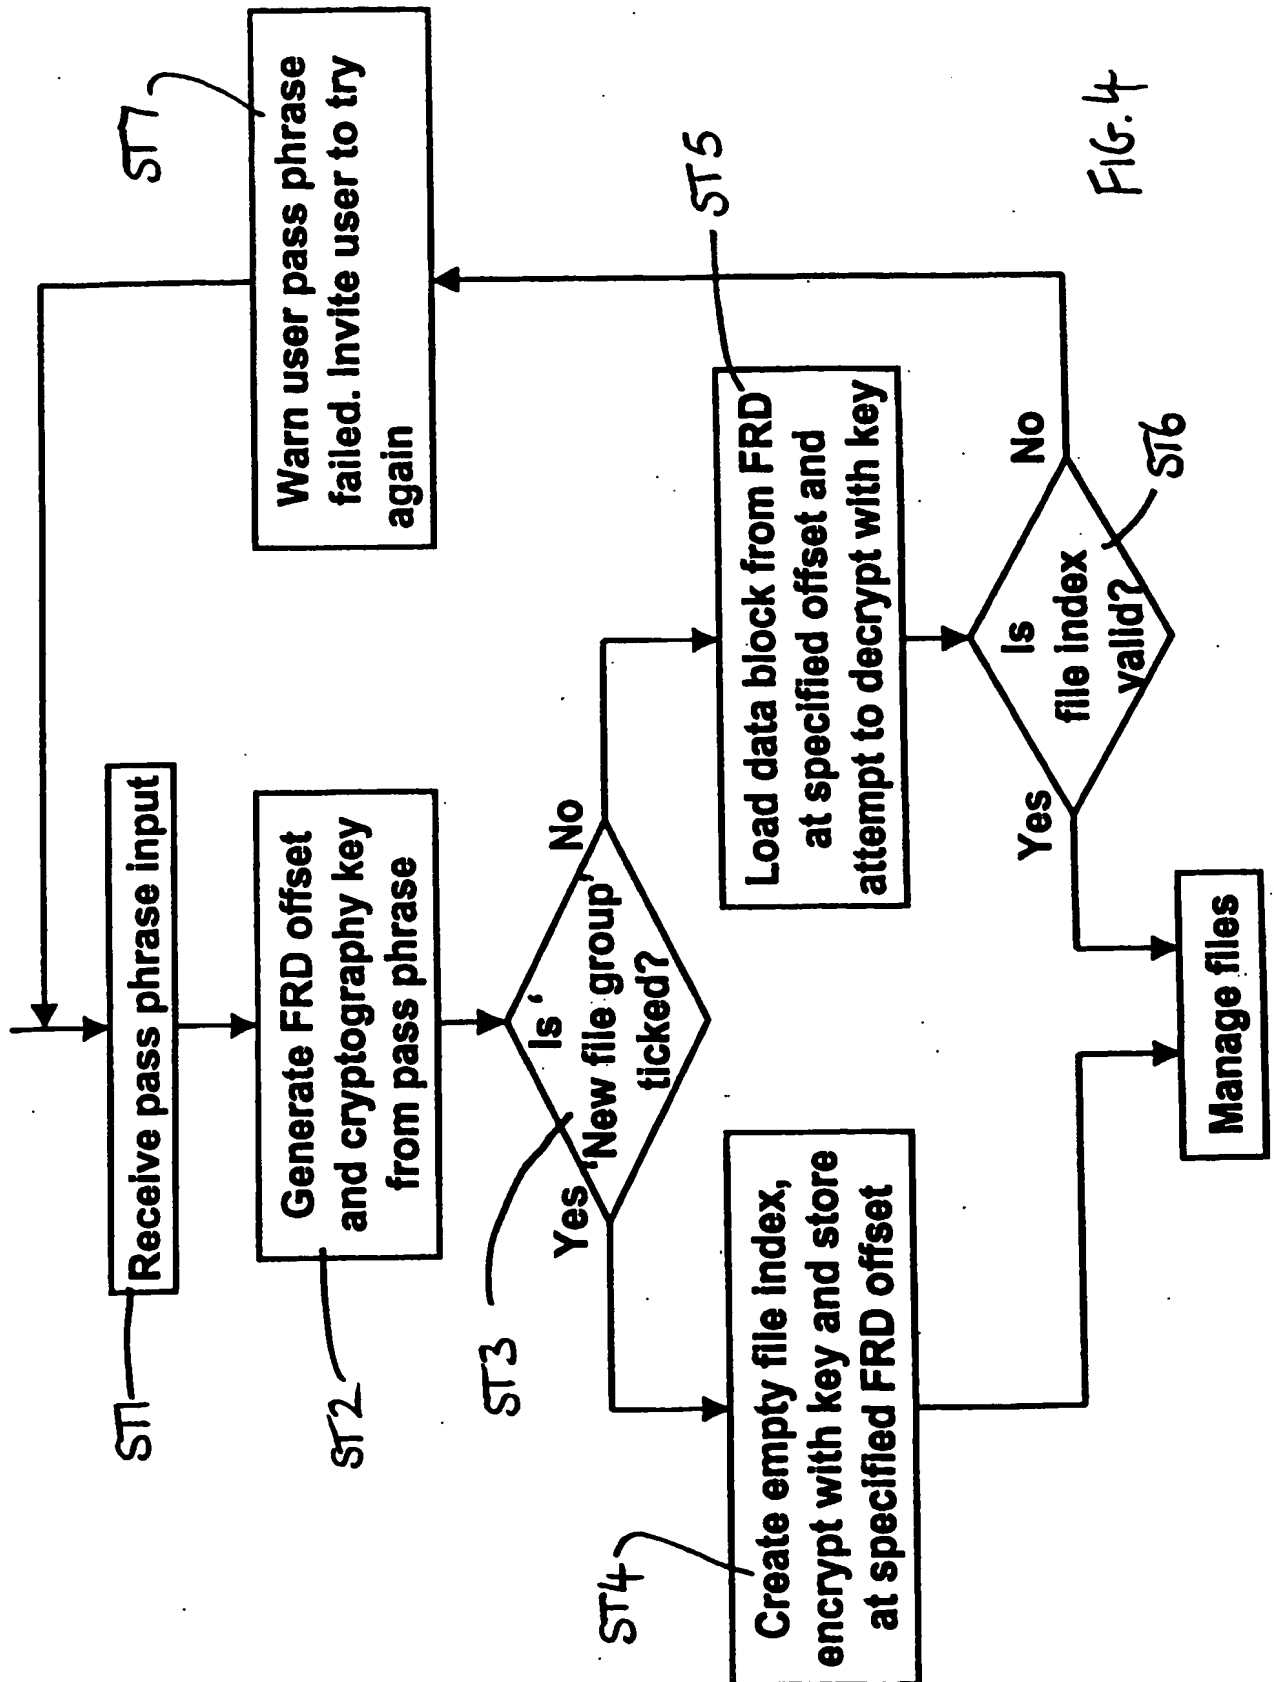 ST1
Receive pass phrase input
ST2
Generate FRD offset
and cryptography key
from pass phrase
ST3
Is '
'New file group'
ticked?
Yes
No
ST4
Create empty file index,
encrypt with key and store
at specified FRD offset
ST5
Load data block from FRD
at specified offset and
attempt to decrypt with key
ST6
Is
file index
valid?
Yes
No
ST7
Warn user pass phrase
failed. Invite user to try
again
Manage files
FIG. 4